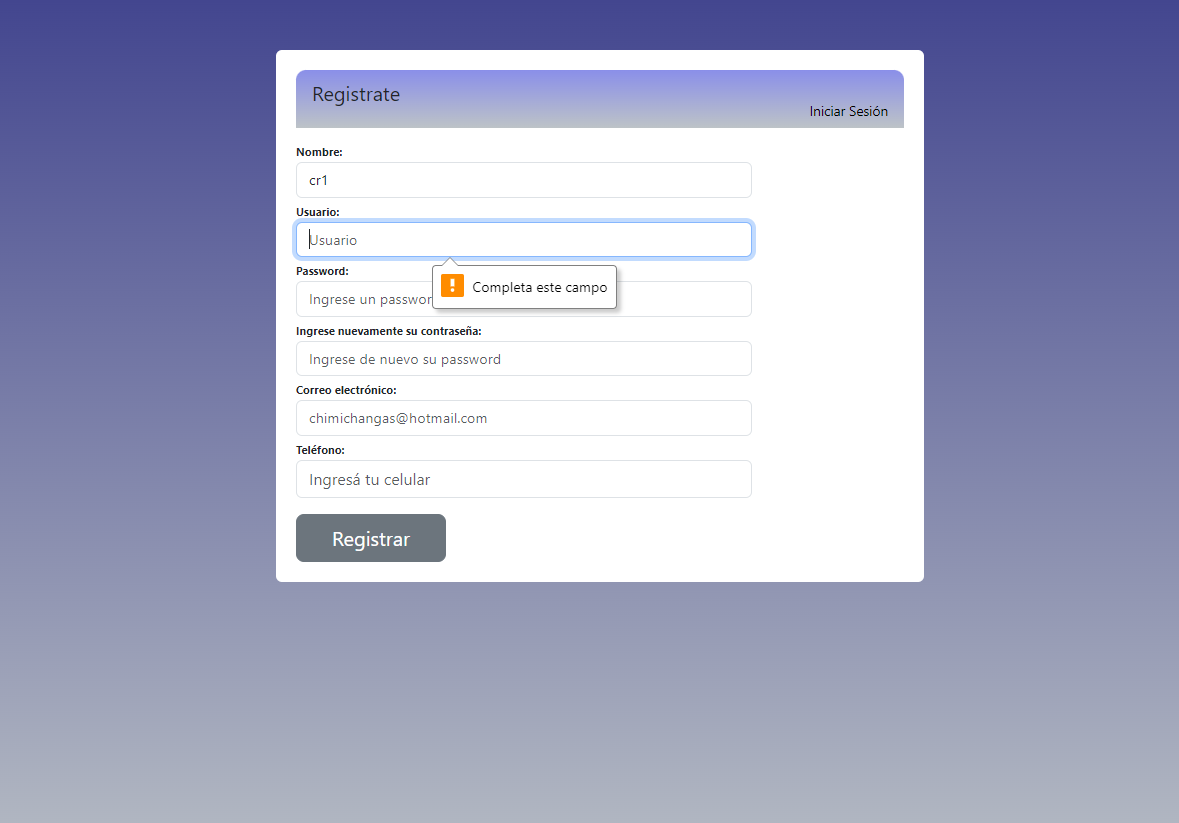 Registrate
Iniciar Sesión
Nombre:
cr1
Usuario:
Usuario
Password:
Ingrese un passwor
Completa este campo
Ingrese nuevamente su contraseña:
Ingrese de nuevo su password
Correo electrónico:
chimichangas@hotmail.com
Teléfono:
Ingresá tu celular
Registrar